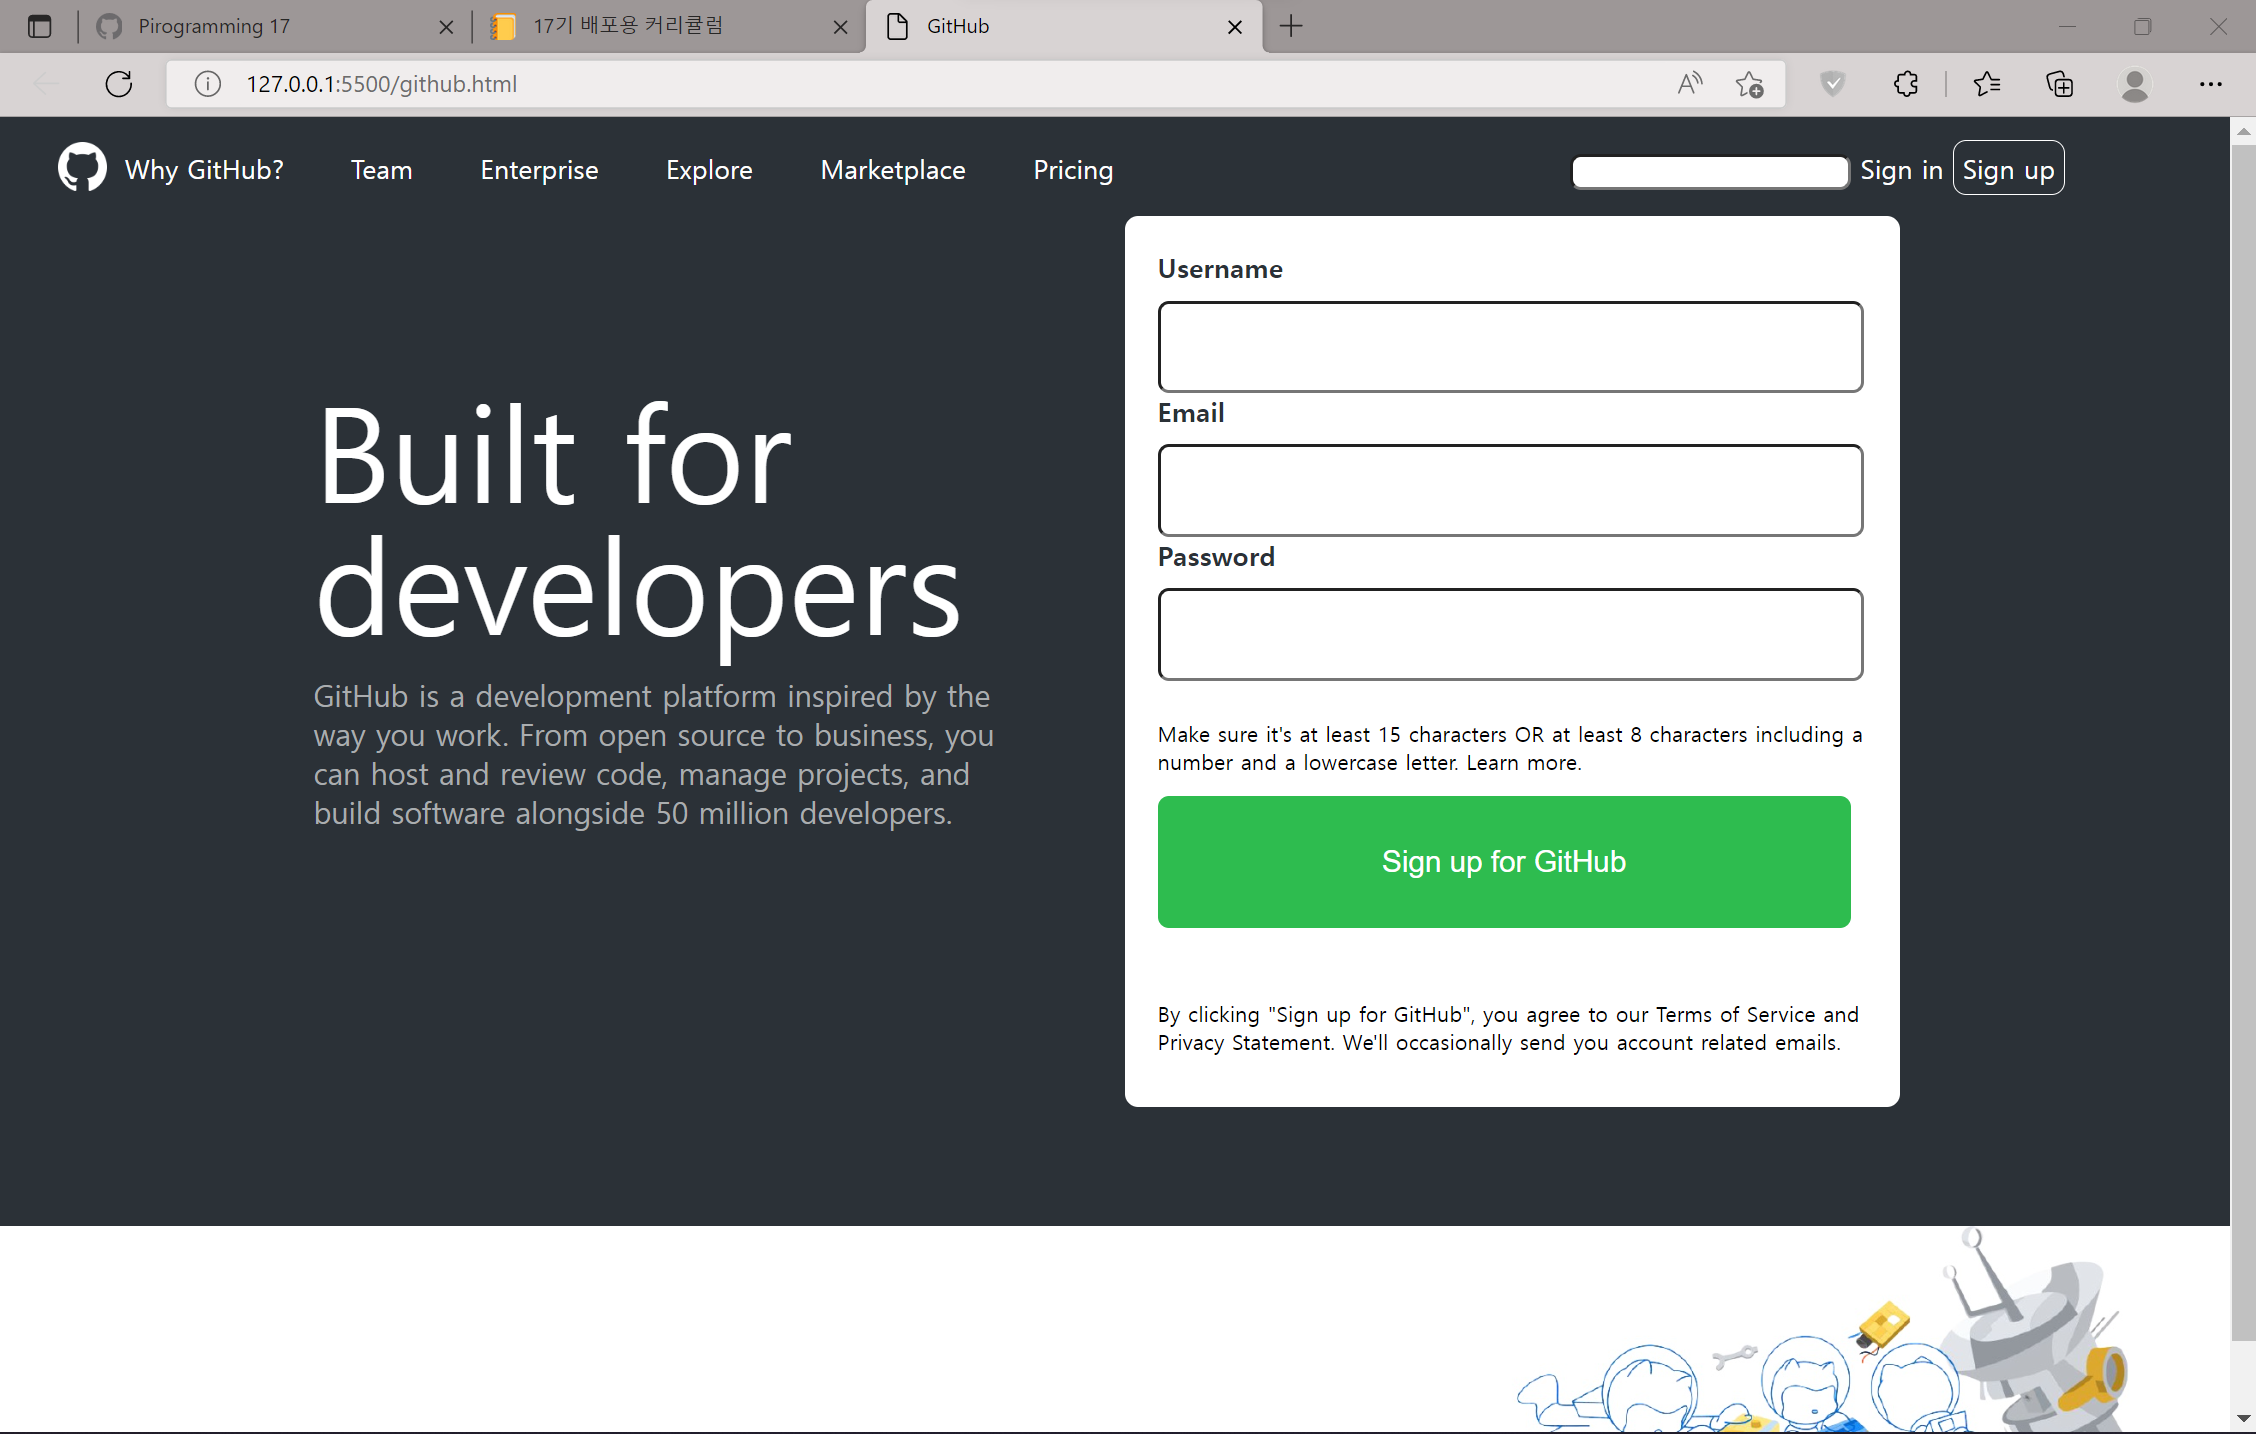 Pirogramming 17
17기 배포용 커리큘럼
GitHub
127.0.0.1:5500/github.html
Why GitHub? Team Enterprise Explore Marketplace Pricing Sign in Sign up
Username
Email
Password
Built for
developers
GitHub is a development platform inspired by the
way you work. From open source to business, you
can host and review code, manage projects, and
build software alongside 50 million developers.
Make sure it's at least 15 characters OR at least 8 characters including a
number and a lowercase letter. Learn more.
Sign up for GitHub
By clicking "Sign up for GitHub", you agree to our Terms of Service and
Privacy Statement. We'll occasionally send you account related emails.